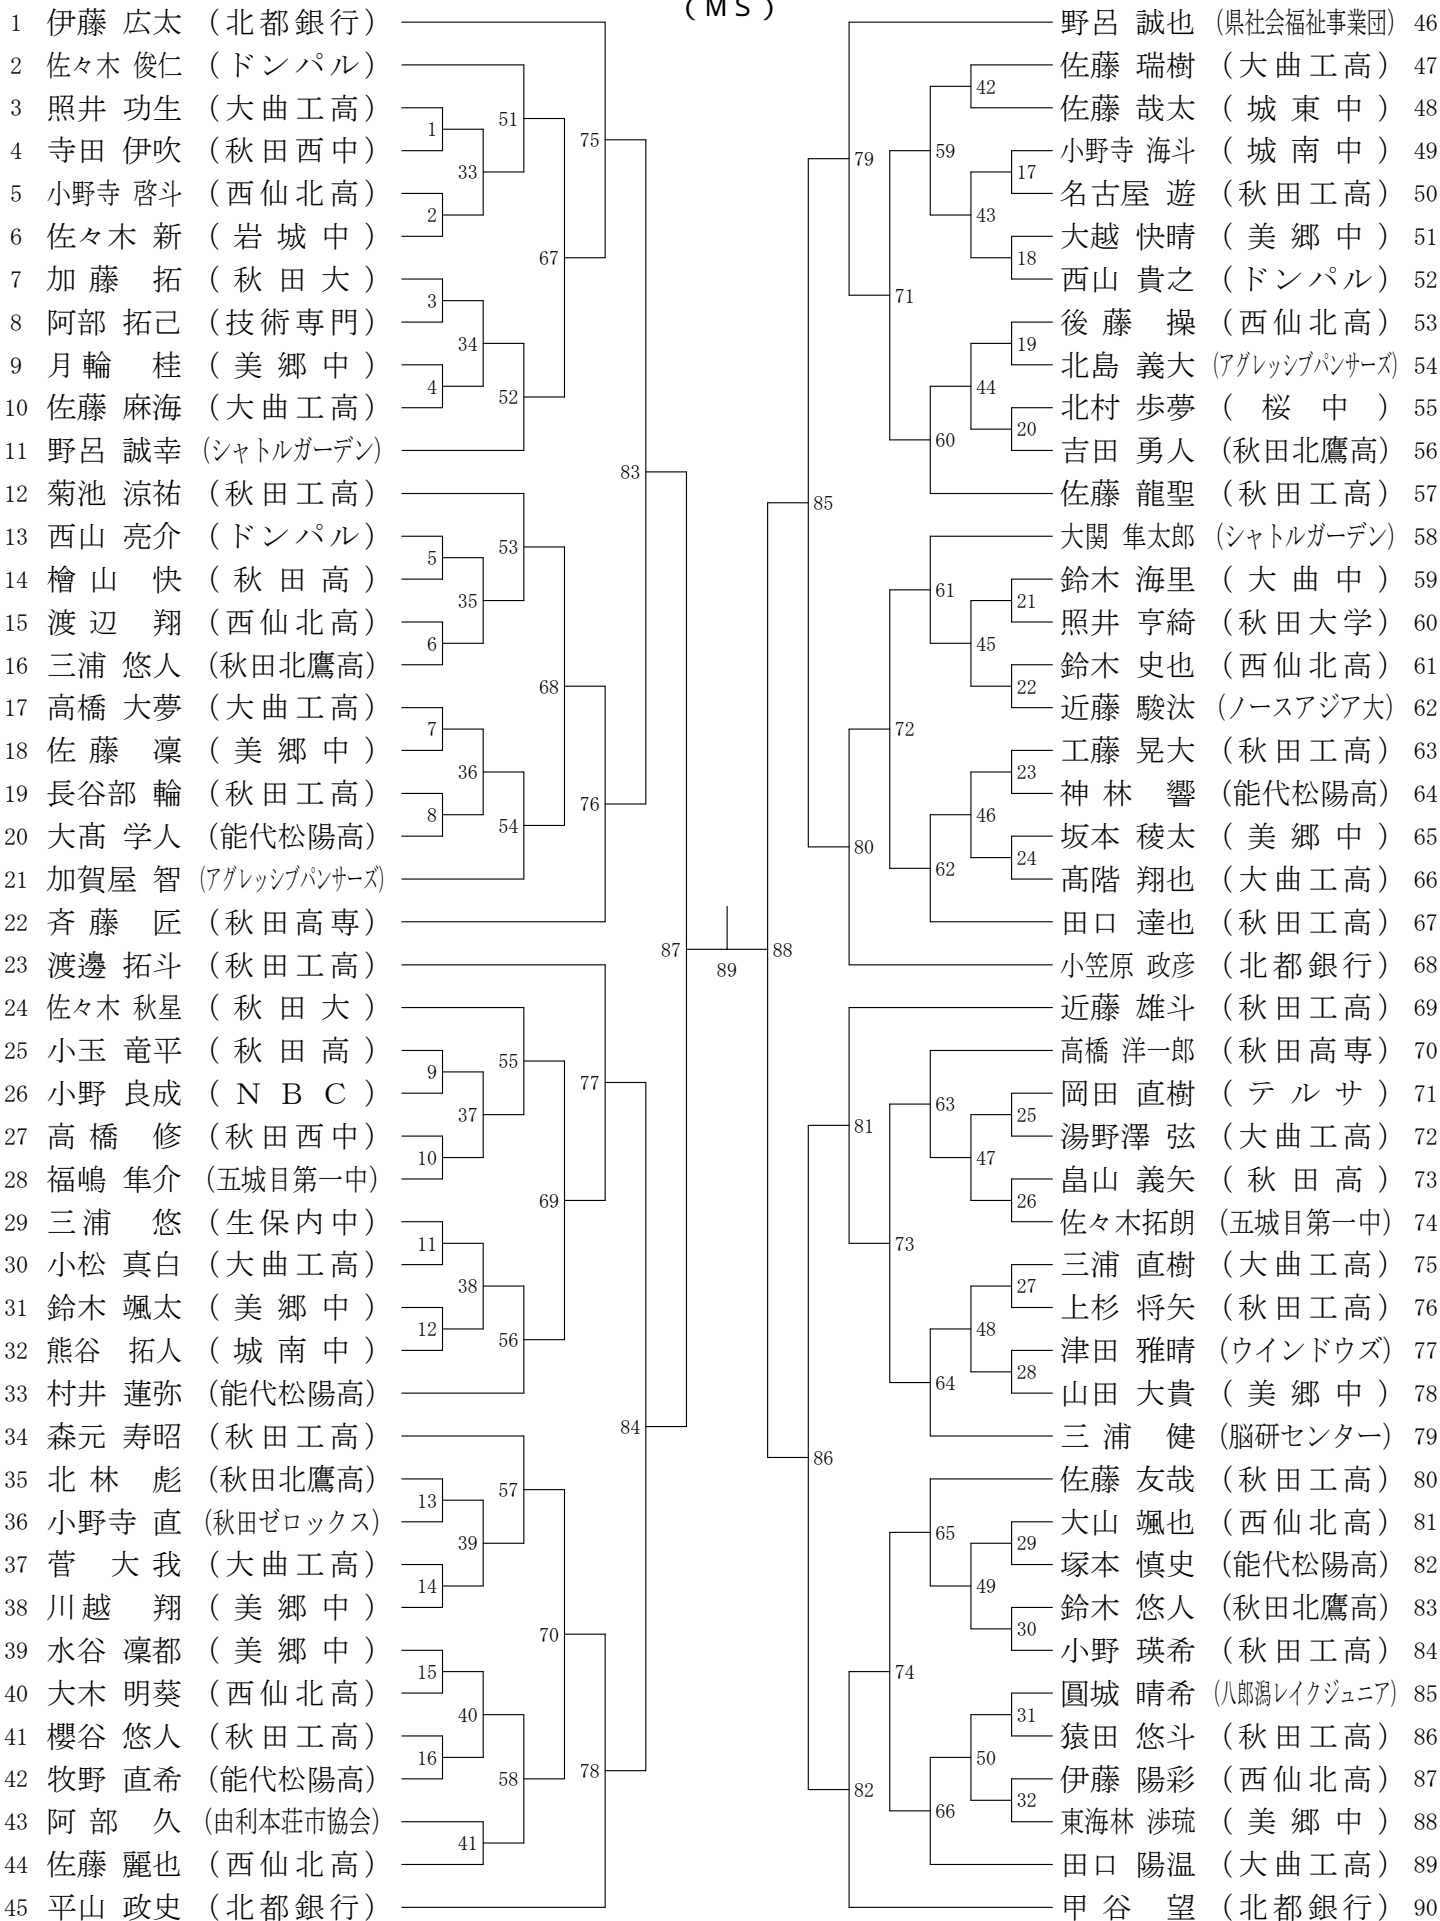 (MS)
1 伊藤 広太 (北都銀行)
2 佐々木 俊仁 (ドンパル)
3 照井 功生 (大曲工高)
4 寺田 伊吹 (秋田西中)
5 小野寺 啓斗 (西仙北高)
6 佐々木 新 (岩城中)
7 加藤 拓 (秋田大)
8 阿部 拓己 (技術専門)
9 月輪 桂 (美郷中)
10 佐藤 麻海 (大曲工高)
11 野呂 誠幸 (シャトルガーデン)
12 菊池 涼祐 (秋田工高)
13 西山 亮介 (ドンパル)
14 檜山 快 (秋田高)
15 渡辺 翔 (西仙北高)
16 三浦 悠人 (秋田北鷹高)
17 高橋 大夢 (大曲工高)
18 佐藤 凜 (美郷中)
19 長谷部 輪 (秋田工高)
20 大髙 学人 (能代松陽高)
21 加賀屋 智 (アグレッシブパンサーズ)
22 斉藤 匠 (秋田高専)
23 渡邊 拓斗 (秋田工高)
24 佐々木 秋星 (秋田大)
25 小玉 竜平 (秋田高)
26 小野 良成 (NBC)
27 高橋 修 (秋田西中)
28 福嶋 隼介 (五城目第一中)
29 三浦 悠 (生保内中)
30 小松 真白 (大曲工高)
31 鈴木 颯太 (美郷中)
32 熊谷 拓人 (城南中)
33 村井 蓮弥 (能代松陽高)
34 森元 寿昭 (秋田工高)
35 北林 彪 (秋田北鷹高)
36 小野寺 直 (秋田ゼロックス)
37 菅 大我 (大曲工高)
38 川越 翔 (美郷中)
39 水谷 凜都 (美郷中)
40 大木 明葵 (西仙北高)
41 櫻谷 悠人 (秋田工高)
42 牧野 直希 (能代松陽高)
43 阿部 久 (由利本荘市協会)
44 佐藤 麗也 (西仙北高)
45 平山 政史 (北都銀行)
1
2
3
4
5
6
7
8
9
10
11
12
13
14
15
16
33
34
35
36
37
38
39
40
41
51
52
53
54
55
56
57
58
67
68
69
70
75
76
77
78
83
84
87
89
88
85
86
79
80
81
82
71
72
73
74
59
60
61
62
63
64
65
66
42
43
44
45
46
47
48
49
50
17
18
19
20
21
22
23
24
25
26
27
28
29
30
31
32
野呂 誠也 (県社会福祉事業団) 46
佐藤 瑞樹 (大曲工高) 47
佐藤 哉太 (城東中) 48
小野寺 海斗 (城南中) 49
名古屋 遊 (秋田工高) 50
大越 快晴 (美郷中) 51
西山 貴之 (ドンパル) 52
後藤 操 (西仙北高) 53
北島 義大 (アグレッシブパンサーズ) 54
北村 歩夢 (桜中) 55
吉田 勇人 (秋田北鷹高) 56
佐藤 龍聖 (秋田工高) 57
大関 隼太郎 (シャトルガーデン) 58
鈴木 海里 (大曲中) 59
照井 亨綺 (秋田大学) 60
鈴木 史也 (西仙北高) 61
近藤 駿汰 (ノースアジア大) 62
工藤 晃大 (秋田工高) 63
神林 響 (能代松陽高) 64
坂本 稜太 (美郷中) 65
髙階 翔也 (大曲工高) 66
田口 達也 (秋田工高) 67
小笠原 政彦 (北都銀行) 68
近藤 雄斗 (秋田工高) 69
高橋 洋一郎 (秋田高専) 70
岡田 直樹 (テルサ) 71
湯野澤 弦 (大曲工高) 72
畠山 義矢 (秋田高) 73
佐々木拓朗 (五城目第一中) 74
三浦 直樹 (大曲工高) 75
上杉 将矢 (秋田工高) 76
津田 雅晴 (ウインドウズ) 77
山田 大貴 (美郷中) 78
三浦 健 (脳研センター) 79
佐藤 友哉 (秋田工高) 80
大山 颯也 (西仙北高) 81
塚本 慎史 (能代松陽高) 82
鈴木 悠人 (秋田北鷹高) 83
小野 瑛希 (秋田工高) 84
圓城 晴希 (八郎潟レイクジュニア) 85
猿田 悠斗 (秋田工高) 86
伊藤 陽彩 (西仙北高) 87
東海林 渉琉 (美郷中) 88
田口 陽温 (大曲工高) 89
甲谷 望 (北都銀行) 90